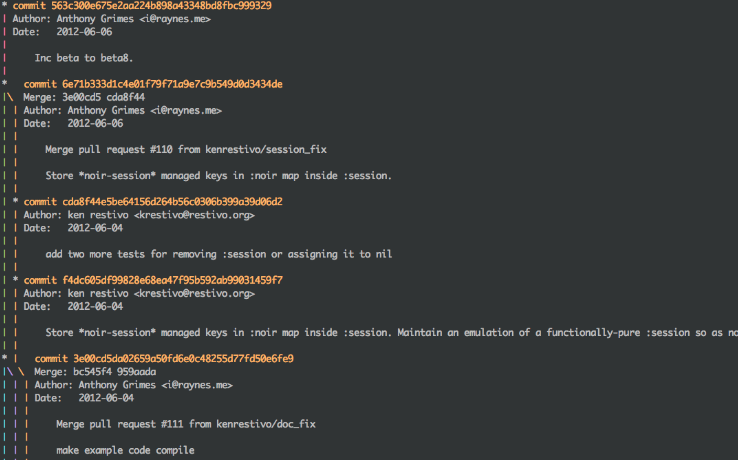 * commit 563c300e675e2aa224b898a43348bd8fbc999329
| Author: Anthony Grimes <i@raynes.me>
| Date:   2012-06-06
|
|     Inc beta to beta8.
|
*   commit 6e71b333d1c4e01f79f71a9e7c9b549d0d3434de
|\  Merge: 3e00cd5 cda8f44
| | Author: Anthony Grimes <i@raynes.me>
| | Date:   2012-06-06
| |
| |     Merge pull request #110 from kenrestivo/session_fix
| |
| |     Store *noir-session* managed keys in :noir map inside :session.
| |
| * commit cda8f44e5be64156d264b56c0306b399a39d06d2
| | Author: ken restivo <krestivo@restivo.org>
| | Date:   2012-06-04
| |
| |     add two more tests for removing :session or assigning it to nil
| |
| * commit f4dc605df99828e68ea47f95b592ab99031459f7
| | Author: ken restivo <krestivo@restivo.org>
| | Date:   2012-06-04
| |
| |     Store *noir-session* managed keys in :noir map inside :session. Maintain an emulation of a functionally-pure :session so as no
| |
* |   commit 3e00cd5da02659a50fd6e0c48255d77fd50e6fe9
|\ \  Merge: bc545f4 959aada
| | | Author: Anthony Grimes <i@raynes.me>
| | | Date:   2012-06-04
| | |
| | |     Merge pull request #111 from kenrestivo/doc_fix
| | |
| | |     make example code compile